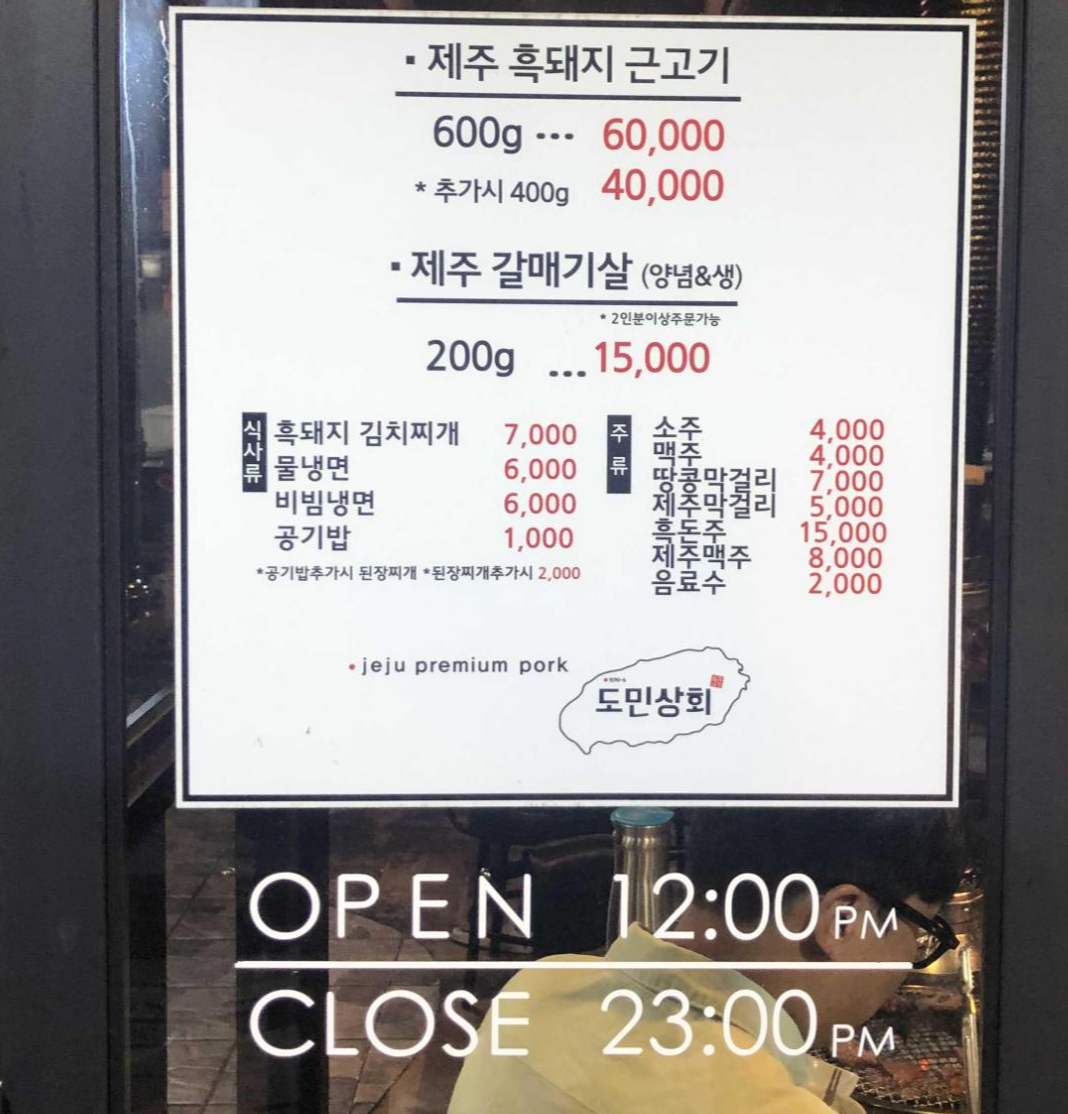 ▪ 제주 흑돼지 근고기
600g ··· 60,000
* 추가시 400g 40,000
▪ 제주 갈매기살 (양념&생)
* 2인분이상주문가능
200g ... 15,000
식사류
흑돼지 김치찌개 7,000
물냉면 6,000
비빔냉면 6,000
공기밥 1,000
*공기밥추가시 된장찌개 *된장찌개추가시 2,000
주류
소주 4,000
맥주 4,000
땅콩막걸리 7,000
제주막걸리 5,000
흑돈주 15,000
제주맥주 8,000
음료수 2,000
• jeju premium pork
도민상회
OPEN 12:00 PM
CLOSE 23:00 PM